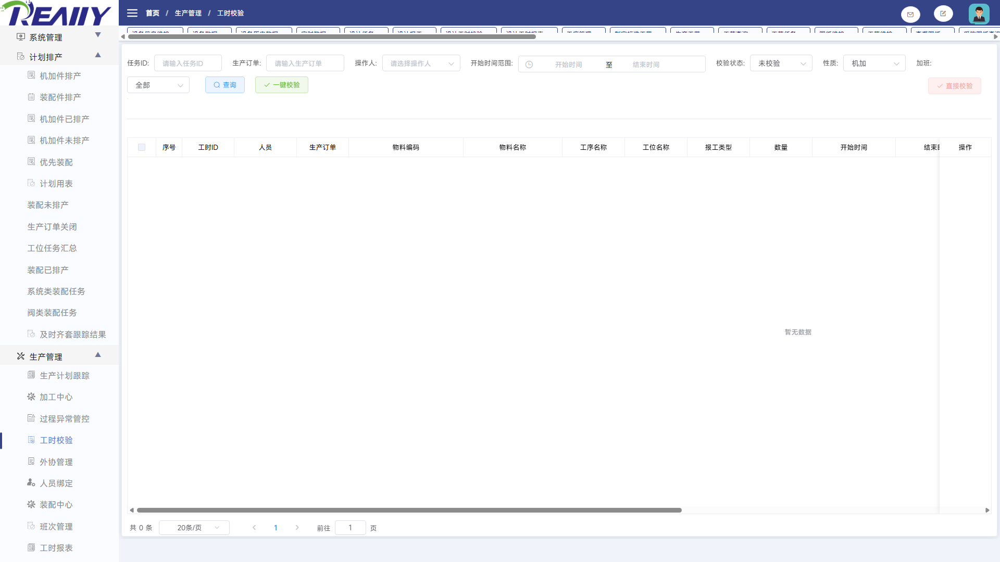 REAllY
首页 / 生产管理 / 工时校验
系统管理
计划排产
机加件排产
装配件排产
机加件已排产
机加件未排产
优先装配
计划用表
装配未排产
生产订单关闭
工位任务汇总
装配已排产
系统类装配任务
阀类装配任务
及时齐套跟踪结果
生产管理
生产计划跟踪
加工中心
过程异常管控
工时校验
外协管理
人员绑定
装配中心
班次管理
工时报表
任务ID: 请输入任务ID 生产订单: 请输入生产订单 操作人: 请选择操作人 开始时间范围: 开始时间 至 结束时间 校验状态: 未校验 性质: 机加 加班:
全部 查询 一键校验 直接校验
序号 工时ID 人员 生产订单 物料编码 物料名称 工序名称 工位名称 报工类型 数量 开始时间 结束 操作
暂无数据
共 0 条 20条/页 1 前往 1 页